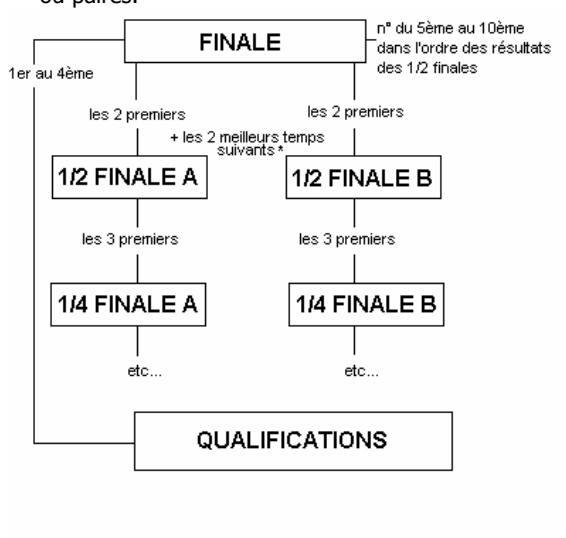 ou paires.
FINALE
n° du 5ème au 10ème
dans l'ordre des résultats
des 1/2 finales
1er au 4ème
les 2 premiers
les 2 premiers
+ les 2 meilleurs temps
suivants *
1/2 FINALE A
1/2 FINALE B
les 3 premiers
les 3 premiers
1/4 FINALE A
1/4 FINALE B
etc...
etc...
QUALIFICATIONS